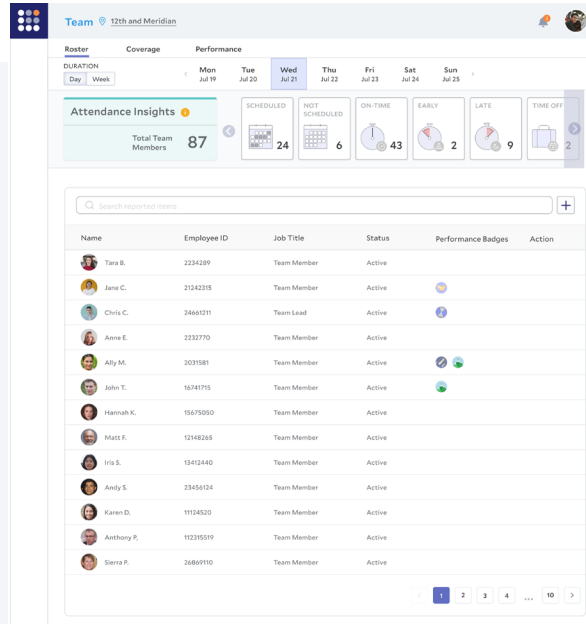 Team 12th and Meridian
Roster Coverage Performance
DURATION
Day Week
Mon Tue Wed Thu Fri Sat Sun
Jul 19 Jul 20 Jul 21 Jul 22 Jul 23 Jul 24 Jul 25
Attendance Insights
Total Team Members 87
SCHEDULED 24
NOT SCHEDULED 6
ON-TIME 43
EARLY 2
LATE 9
TIME OFF 2
Search reported items
Name Employee ID Job Title Status Performance Badges Action
Tara B. 2234289 Team Member Active
Jane C. 21242315 Team Member Active
Chris C. 24661211 Team Lead Active
Anne E. 2232770 Team Member Active
Ally M. 2031581 Team Member Active
John T. 16741715 Team Member Active
Hannah K. 15675050 Team Member Active
Matt F. 12148265 Team Member Active
Iris S. 13412440 Team Member Active
Andy S. 23456124 Team Member Active
Karen D. 11124520 Team Member Active
Anthony P. 112315519 Team Member Active
Sierra P. 26869110 Team Member Active
1 2 3 4 ... 10